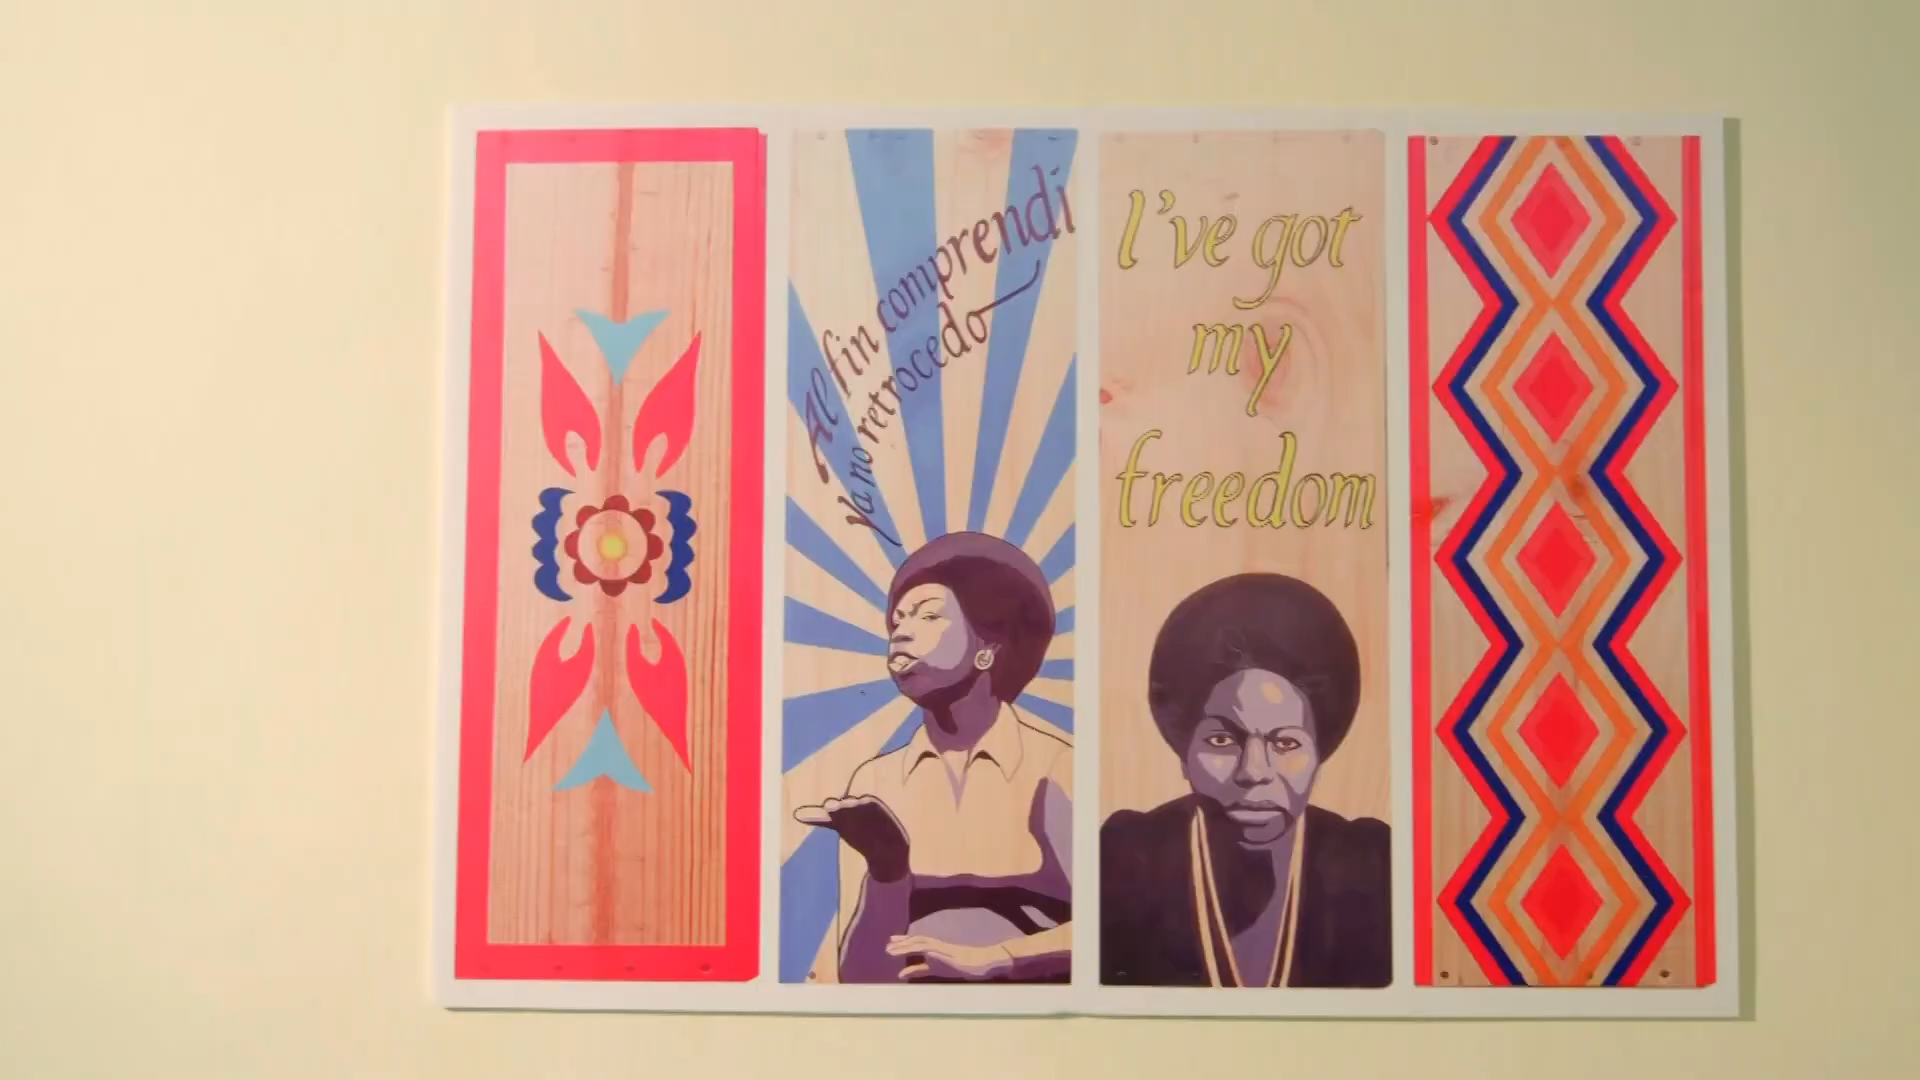 Al fin comprendi
ya no retrocedo
I've got
my
freedom